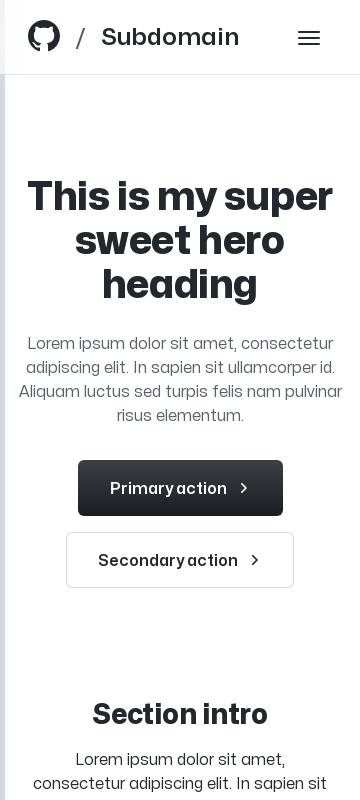 / Subdomain
This is my super
sweet hero
heading
Lorem ipsum dolor sit amet, consectetur
adipiscing elit. In sapien sit ullamcorper id.
Aliquam luctus sed turpis felis nam pulvinar
risus elementum.
Primary action
Secondary action
Section intro
Lorem ipsum dolor sit amet,
consectetur adipiscing elit. In sapien sit